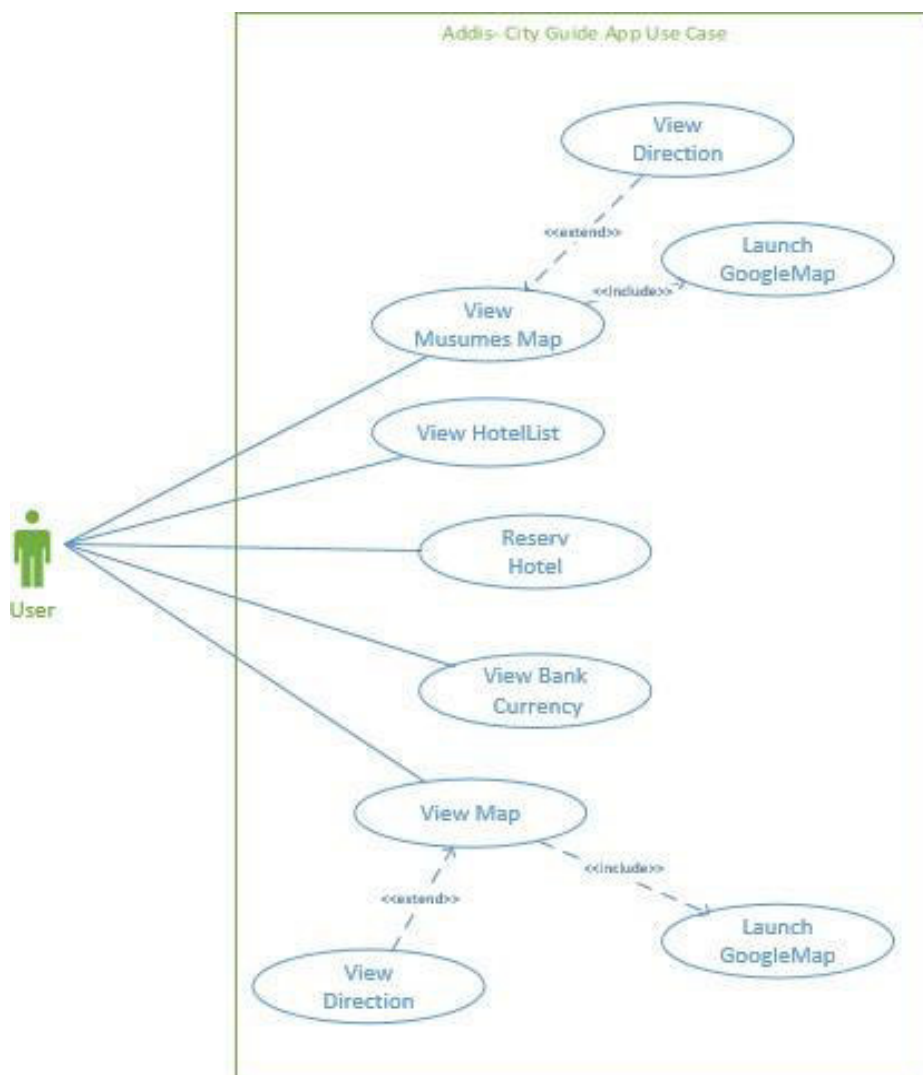 Addis- City Guide App Use Case
View
Direction
<<extend>>
Launch
GoogleMap
<<include>>
View
Musumes Map
View HotelList
Reserv
Hotel
User
View Bank
Currency
View Map
<<include>>
<<extend>>
Launch
GoogleMap
View
Direction